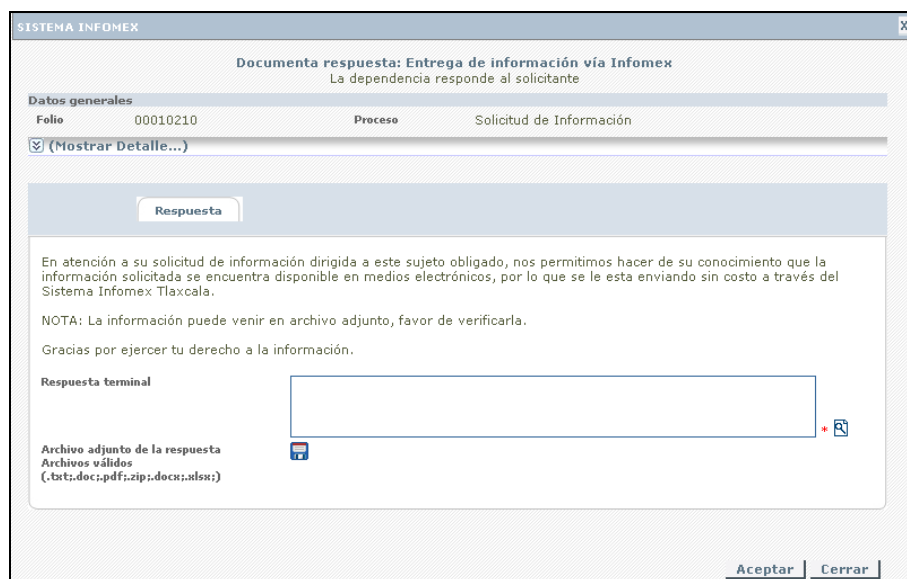 SISTEMA INFOMEX
X
Documenta respuesta: Entrega de información vía Infomex
La dependencia responde al solicitante
Datos generales
Folio 00010210 Proceso Solicitud de Información
(Mostrar Detalle...)
Respuesta
En atención a su solicitud de información dirigida a este sujeto obligado, nos permitimos hacer de su conocimiento que la
información solicitada se encuentra disponible en medios electrónicos, por lo que se le esta enviando sin costo a través del
Sistema Infomex Tlaxcala.
NOTA: La información puede venir en archivo adjunto, favor de verificarla.
Gracias por ejercer tu derecho a la información.
Respuesta terminal
*
Archivo adjunto de la respuesta
Archivos válidos
(.txt;.doc;.pdf;.zip;.docx;.xlsx;)
Aceptar Cerrar